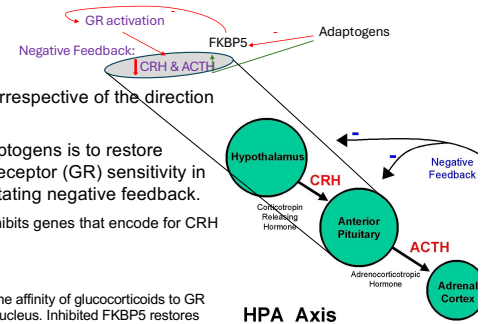 GR activation
-
-
FKBP5
Adaptogens
Negative Feedback:
CRH & ACTH
rrespective of the direction
ptogens is to restore
eceptor (GR) sensitivity in
tating negative feedback.
hibits genes that encode for CRH
he affinity of glucocorticoids to GR
nucleus. Inhibited FKBP5 restores
Hypothalamus
-
-
Negative
Feedback
CRH
Corticotropin
Releasing
Hormone
Anterior
Pituitary
ACTH
Adrenocorticotropic
Hormone
Adrenal
Cortex
HPA Axis